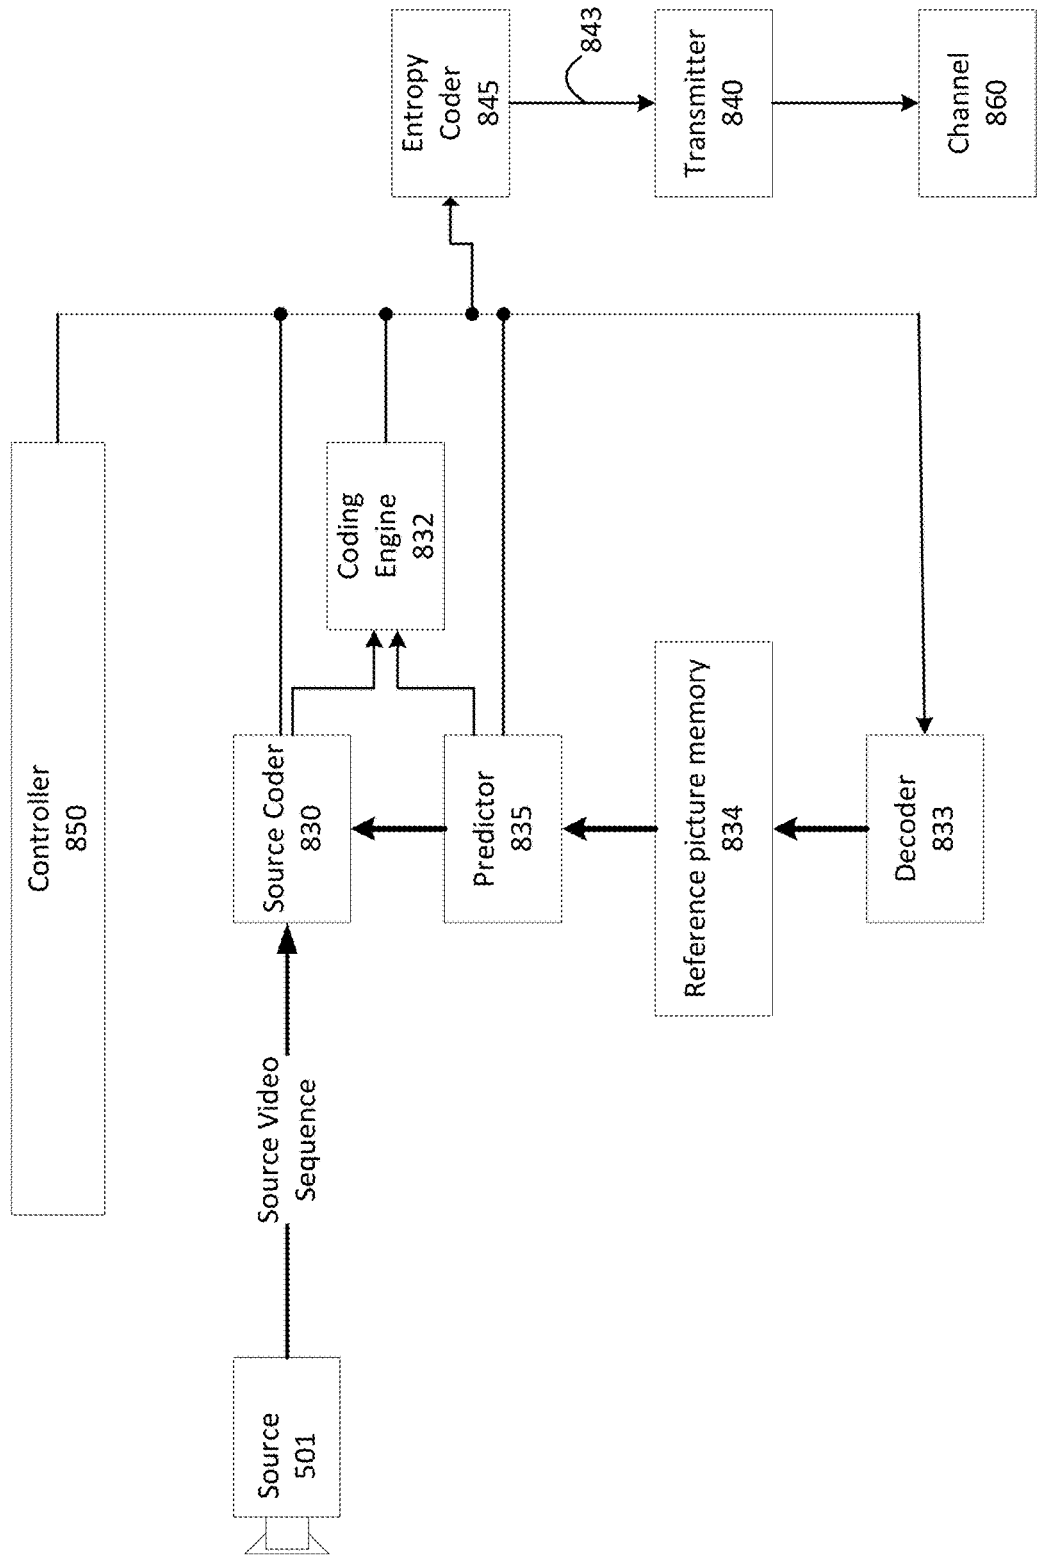 Controller
850
Source
501
Source Video
Sequence
Source Coder
830
Coding
Engine
832
Predictor
835
Reference picture memory
834
Decoder
833
Entropy
Coder
845
843
Transmitter
840
Channel
860